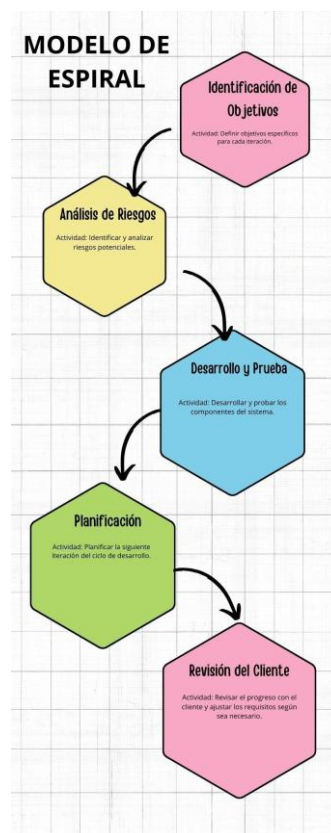 MODELO DE
ESPIRAL
Identificación de
Objetivos
Actividad: Definir objetivos específicos
para cada iteración.
Análisis de Riesgos
Actividad: Identificar y analizar
riesgos potenciales.
Desarrollo y Prueba
Actividad: Desarrollar y probar los
componentes del sistema.
Planificación
Actividad: Planificar la siguiente
iteración del ciclo de desarrollo.
Revisión del Cliente
Actividad: Revisar el progreso con el
cliente y ajustar los requisitos según
sea necesario.